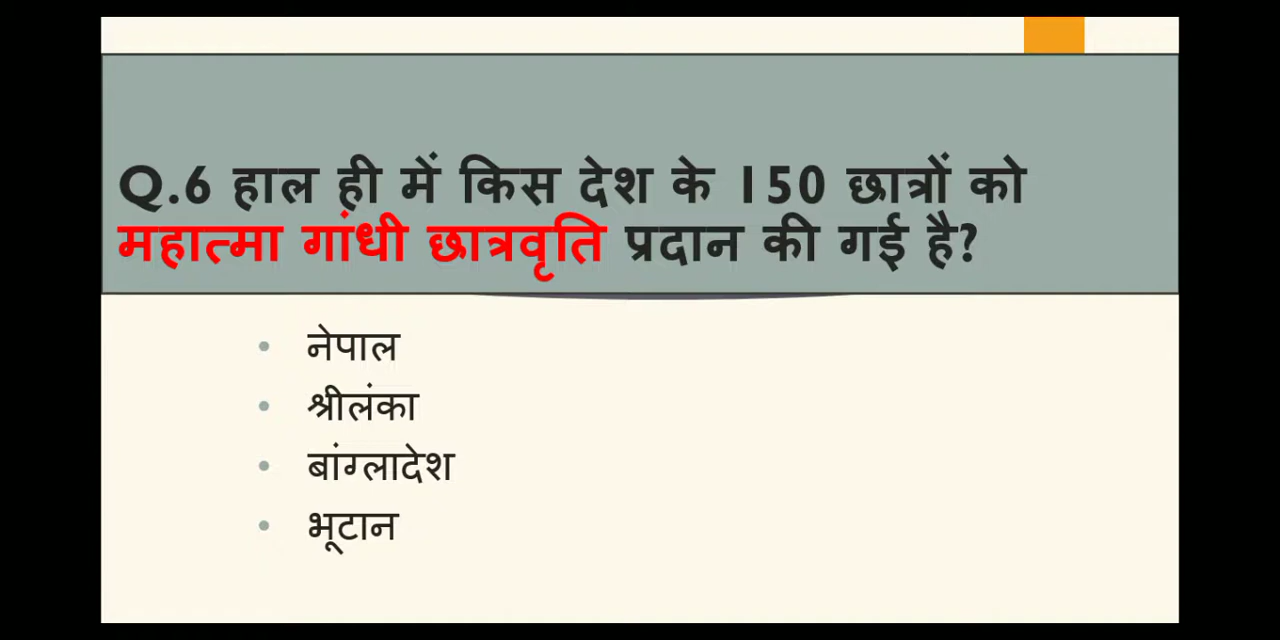 Q.6 हाल ही में किस देश के 150 छात्रों को
महात्मा गांधी छात्रवृति प्रदान की गई है?
• नेपाल
• श्रीलंका
• बांग्लादेश
• भूटान